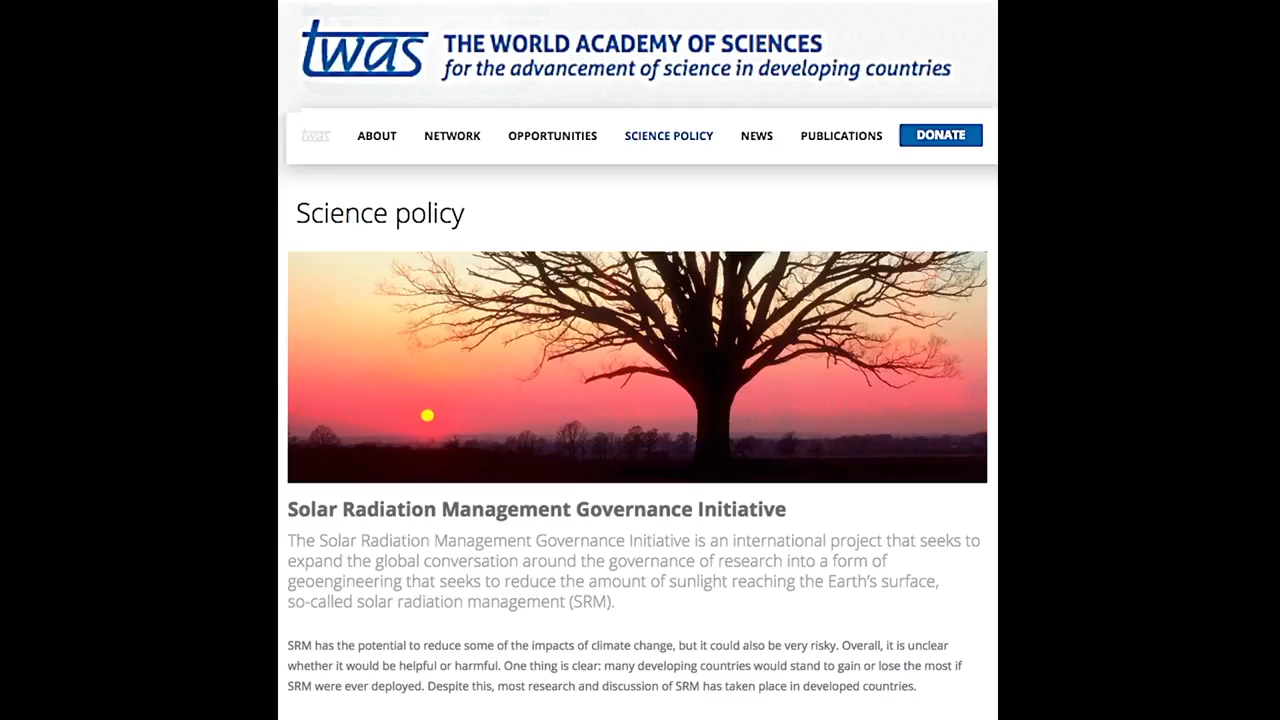 twas THE WORLD ACADEMY OF SCIENCES
for the advancement of science in developing countries
twas ABOUT NETWORK OPPORTUNITIES SCIENCE POLICY NEWS PUBLICATIONS DONATE
Science policy
Solar Radiation Management Governance Initiative
The Solar Radiation Management Governance Initiative is an international project that seeks to
expand the global conversation around the governance of research into a form of
geoengineering that seeks to reduce the amount of sunlight reaching the Earth's surface,
so-called solar radiation management (SRM).
SRM has the potential to reduce some of the impacts of climate change, but it could also be very risky. Overall, it is unclear
whether it would be helpful or harmful. One thing is clear: many developing countries would stand to gain or lose the most if
SRM were ever deployed. Despite this, most research and discussion of SRM has taken place in developed countries.